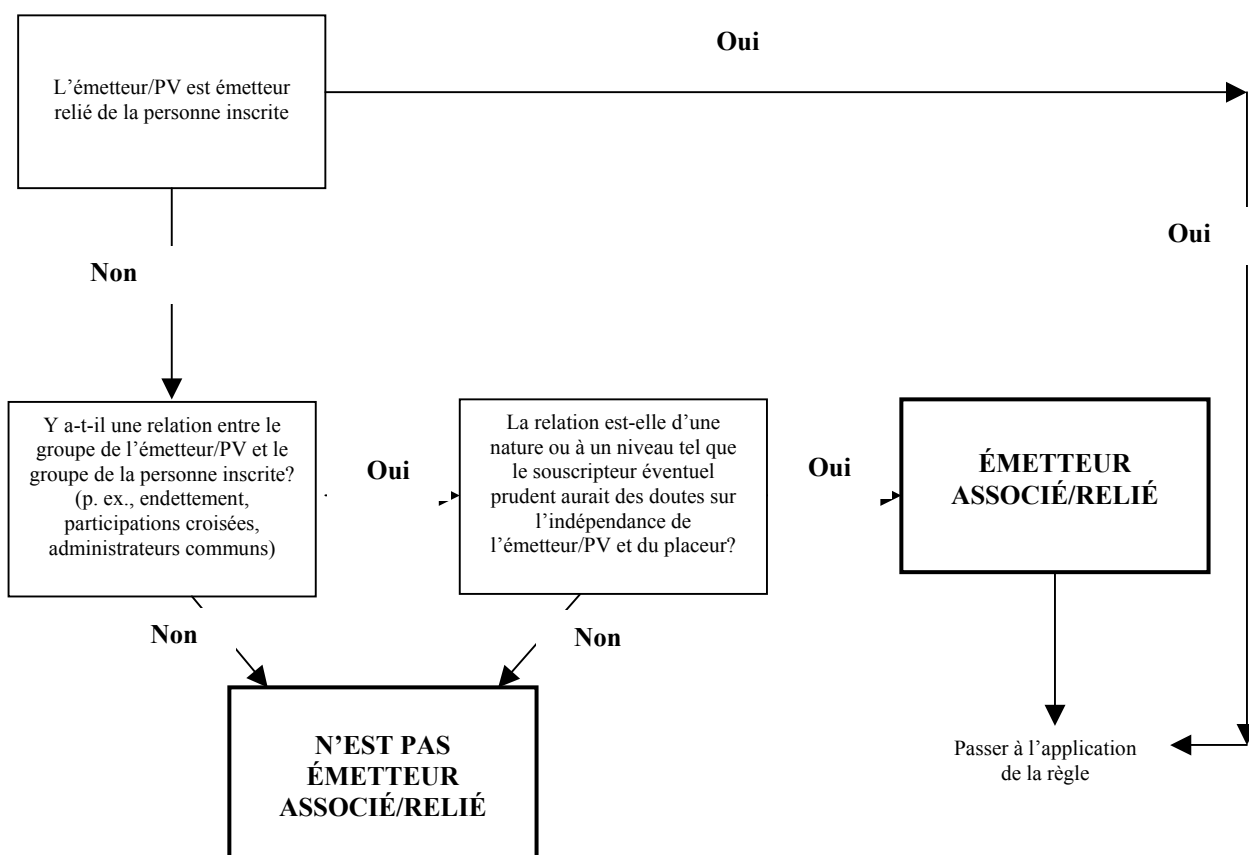 Oui
L’émetteur/PV est émetteur
relié de la personne inscrite
Oui
Non
Y a-t-il une relation entre le
groupe de l’émetteur/PV et le
groupe de la personne inscrite?
(p. ex., endettement,
participations croisées,
administrateurs communs)
Oui
La relation est-elle d’une
nature ou à un niveau tel que
le souscripteur éventuel
prudent aurait des doutes sur
l’indépendance de
l’émetteur/PV et du placeur?
Oui
ÉMETTEUR
ASSOCIÉ/RELIÉ
Non
Non
N’EST PAS
ÉMETTEUR
ASSOCIÉ/RELIÉ
Passer à l’application
de la règle